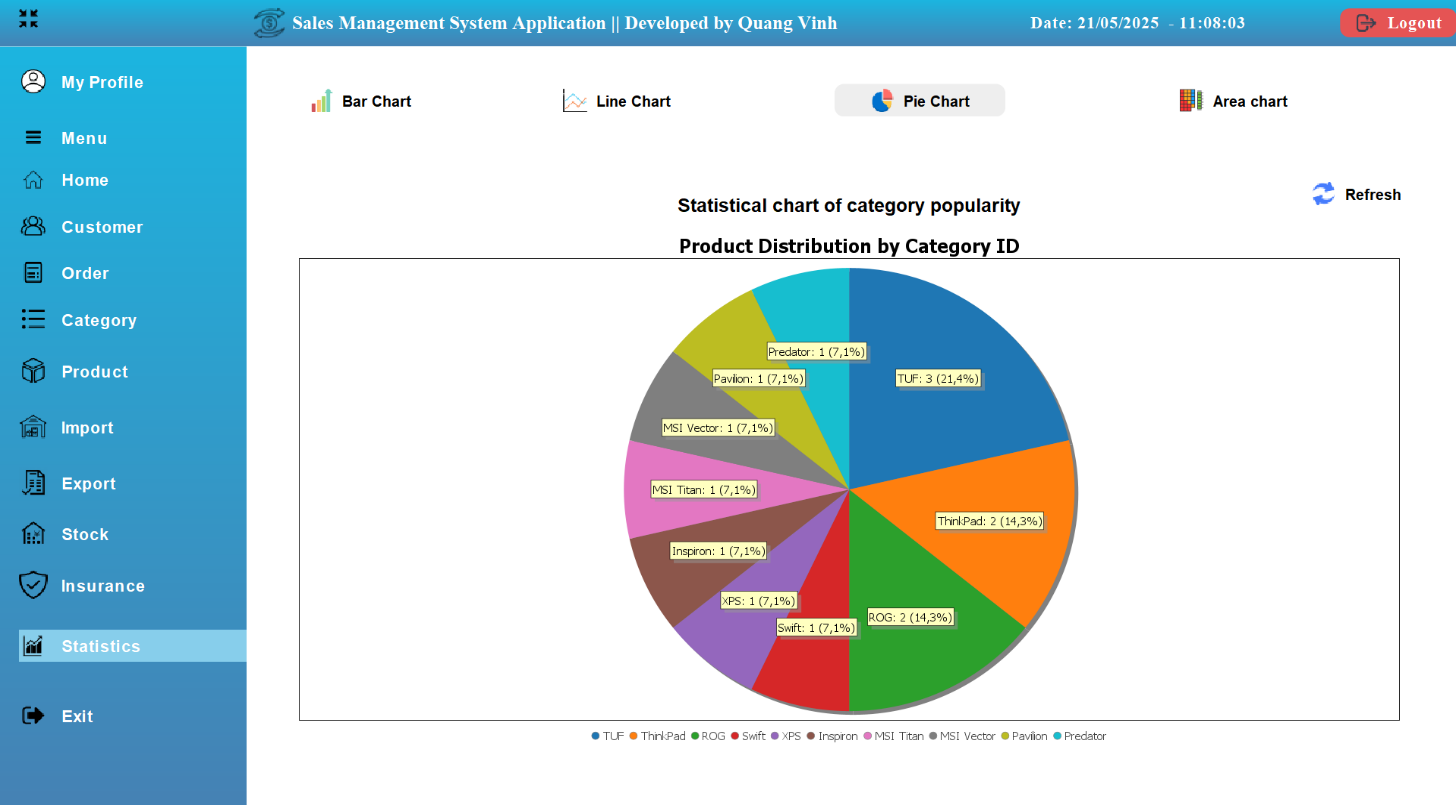 Sales Management System Application || Developed by Quang Vinh
Date: 21/05/2025 - 11:08:03
Logout
My Profile
Menu
Home
Customer
Order
Category
Product
Import
Export
Stock
Insurance
Statistics
Exit
Bar Chart
Line Chart
Pie Chart
Area chart
Refresh
Statistical chart of category popularity
Product Distribution by Category ID
Predator: 1 (7,1%)
TUF: 3 (21,4%)
Pavilion: 1 (7,1%)
MSI Vector: 1 (7,1%)
MSI Titan: 1 (7,1%)
ThinkPad: 2 (14,3%)
Inspiron: 1 (7,1%)
XPS: 1 (7,1%)
ROG: 2 (14,3%)
Swift: 1 (7,1%)
TUF ThinkPad ROG Swift XPS Inspiron MSI Titan MSI Vector Pavilion Predator